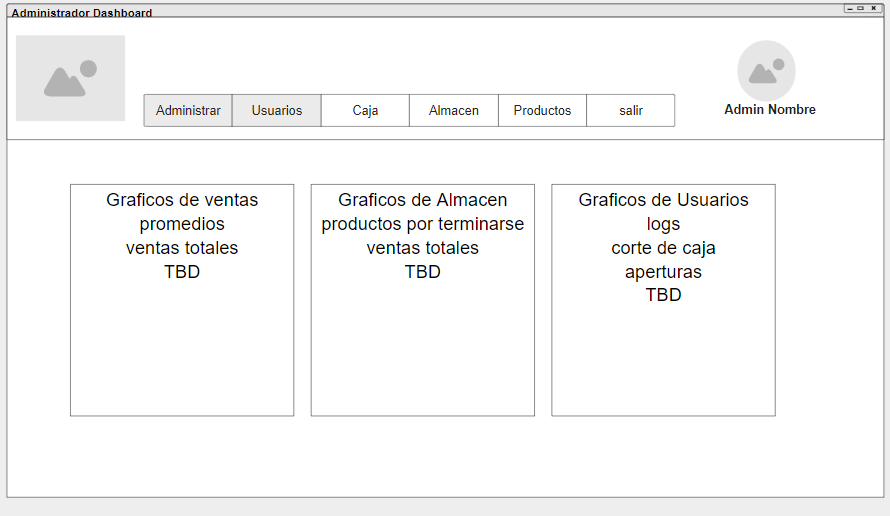 Administrador Dashboard
Administrar
Usuarios
Caja
Almacen
Productos
salir
Admin Nombre
Graficos de ventas
promedios
ventas totales
TBD
Graficos de Almacen
productos por terminarse
ventas totales
TBD
Graficos de Usuarios
logs
corte de caja
aperturas
TBD